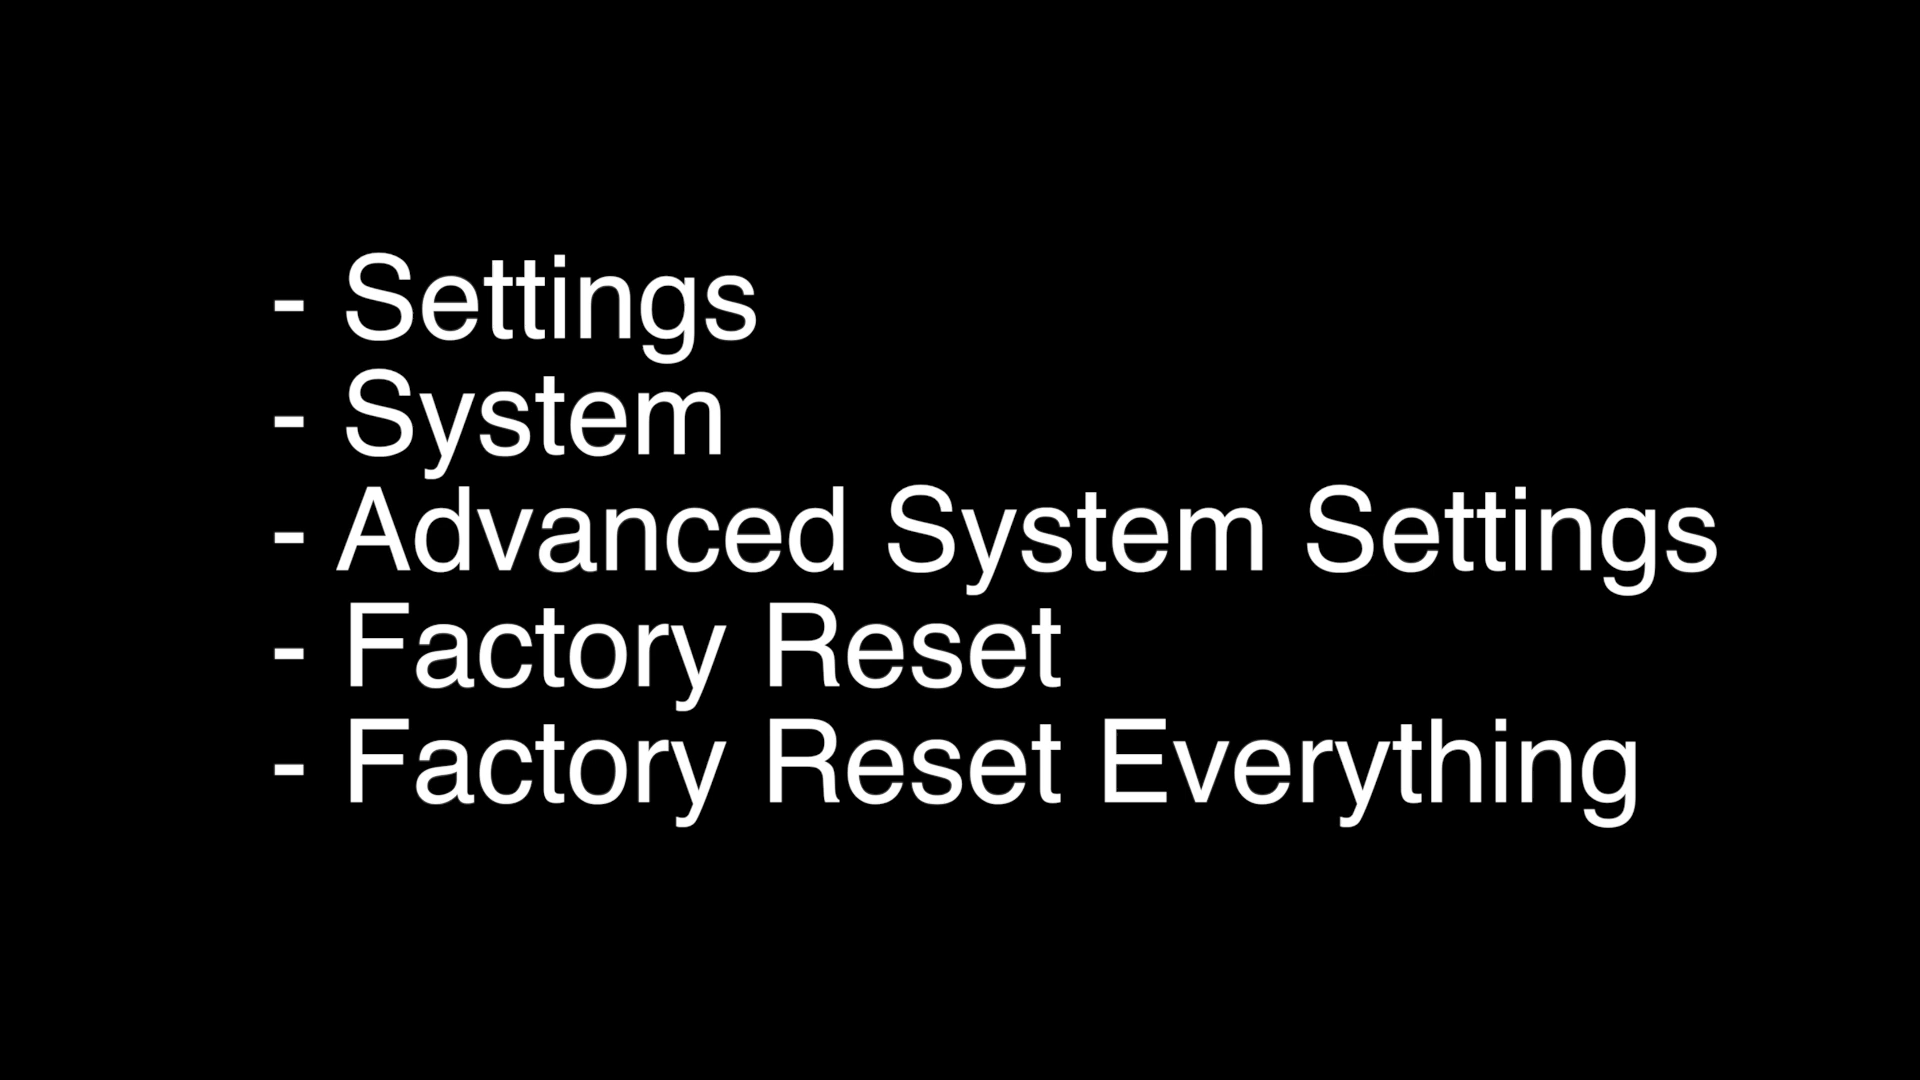 - Settings
- System
- Advanced System Settings
- Factory Reset
- Factory Reset Everything